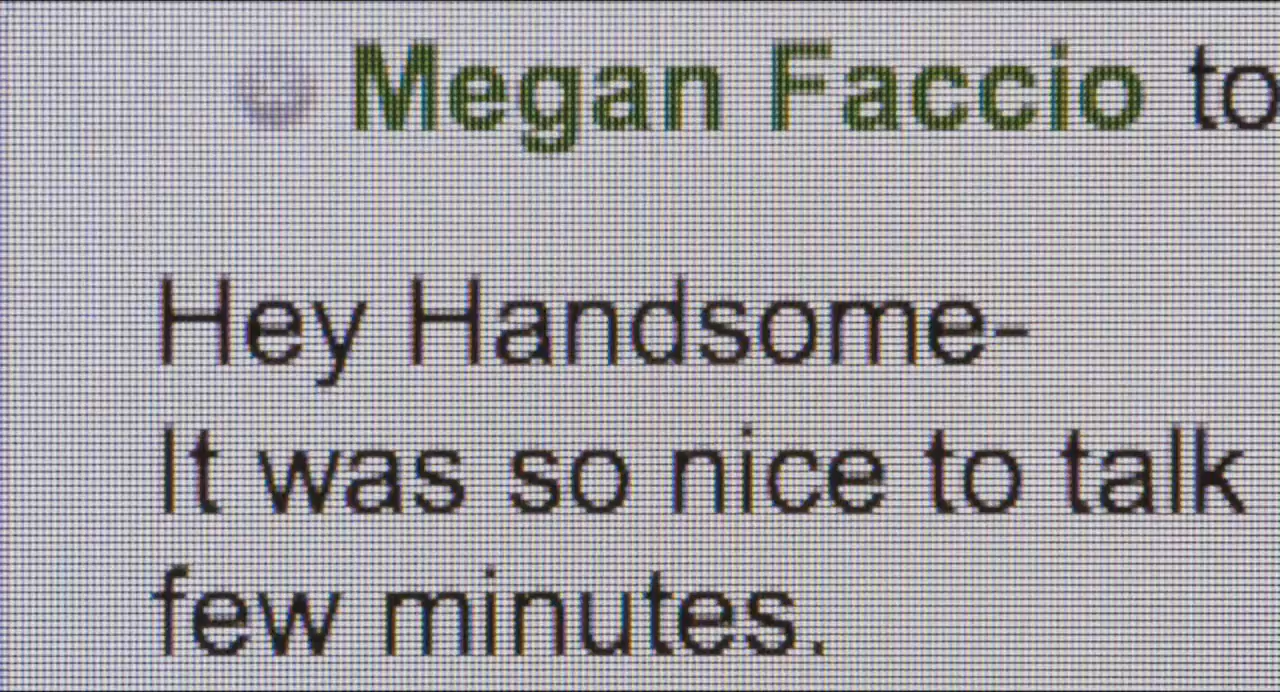 Megan Faccio to
Hey Handsome-
It was so nice to talk
few minutes.